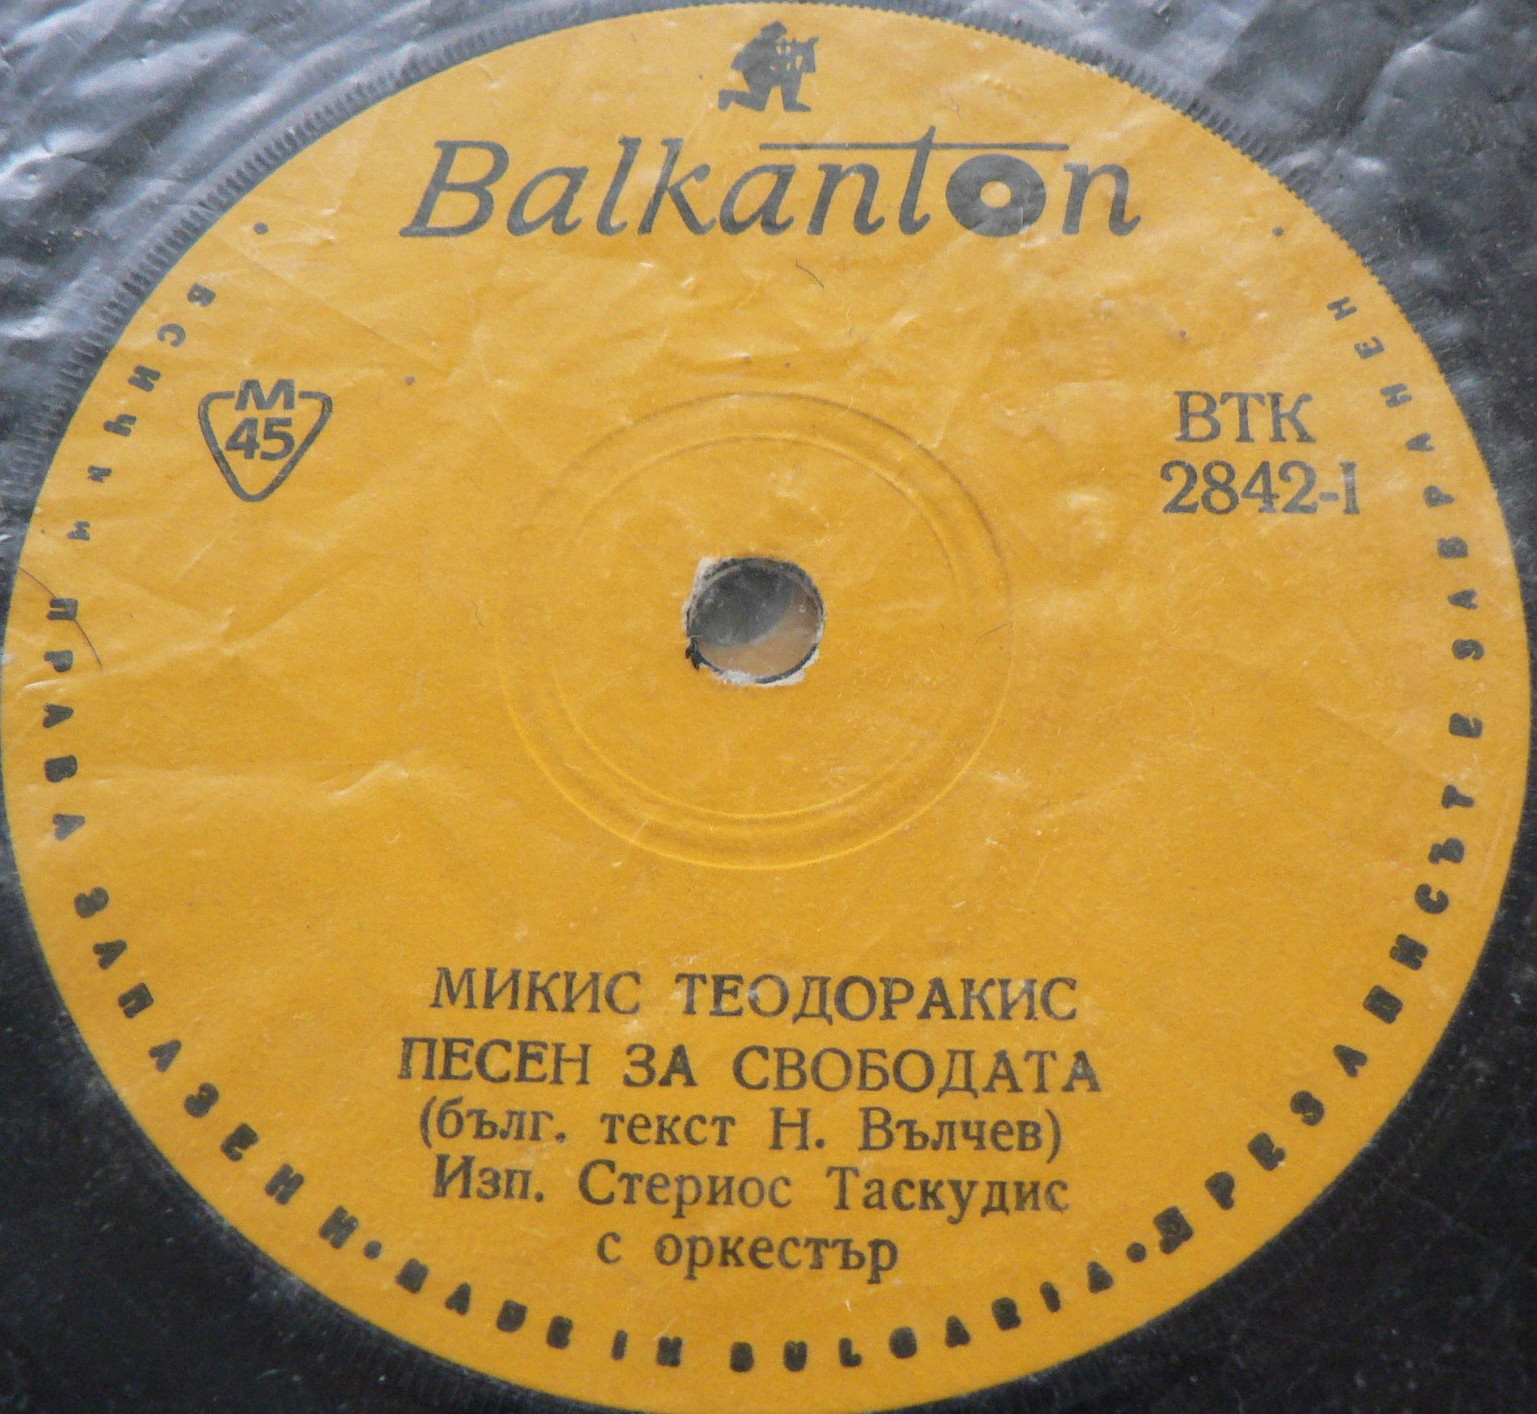 Balkanton
М
45
ВТК
2842-I
МИКИС ТЕОДОРАКИС
ПЕСЕН ЗА СВОБОДАТА
(бълг. текст Н. Вълчев)
Изп. Стериос Таскудис
с оркестър
ВСИЧКИ ПРАВА ЗАПАЗЕНИ • MADE IN BULGARIA • ПРЕЗАПИСЪТ Е ЗАБРАНЕН